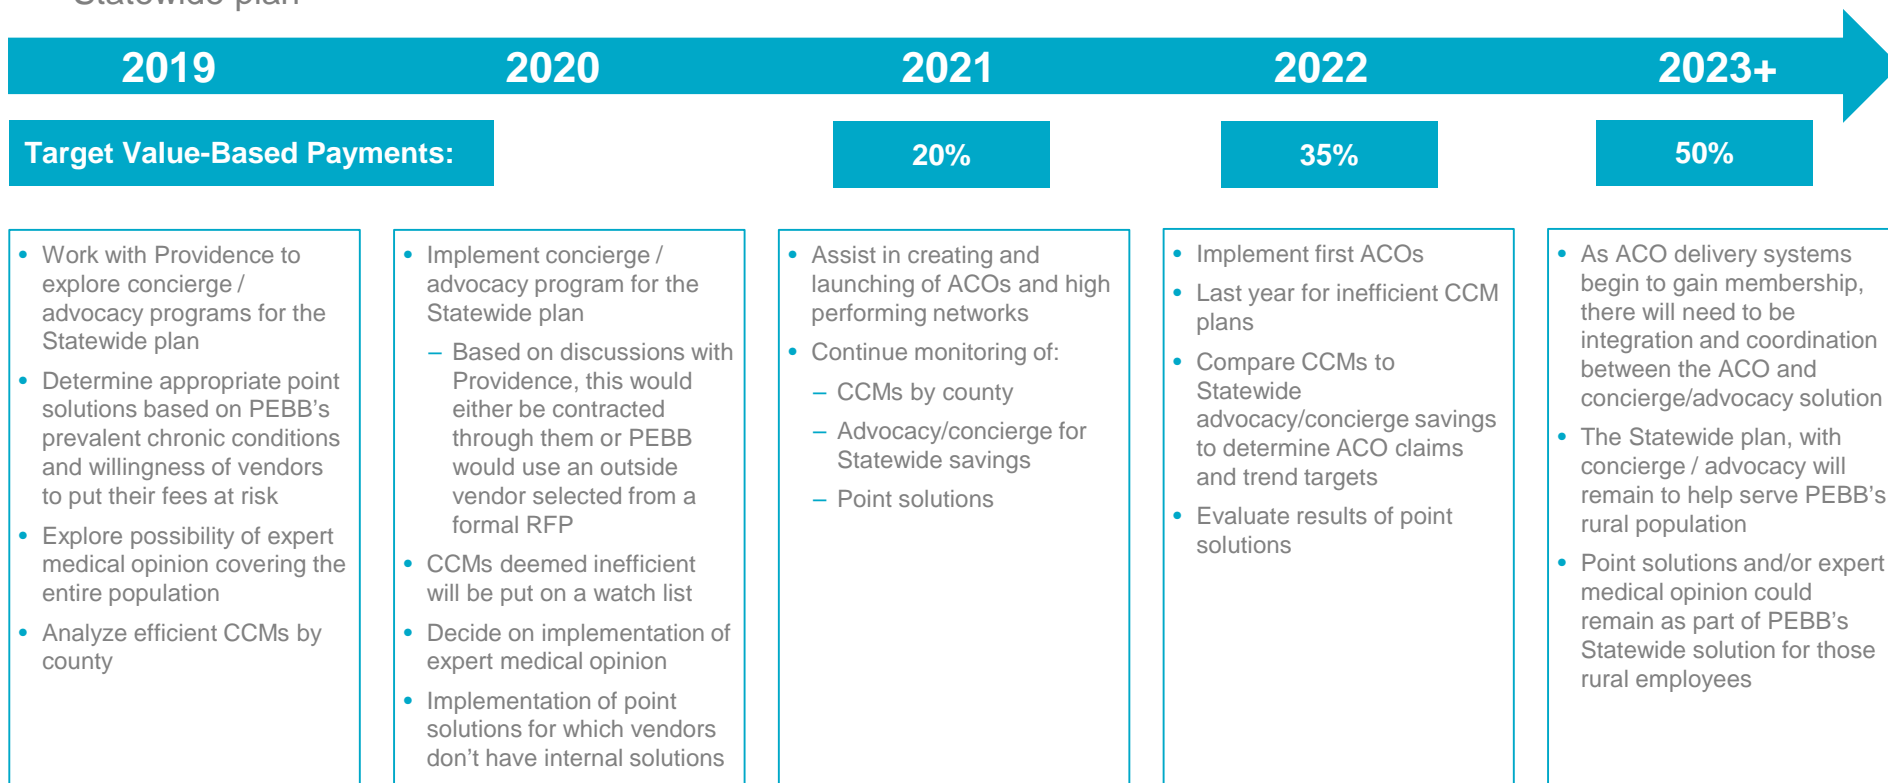 Statewide plan
2019
2020
2021
2022
2023+
Target Value-Based Payments:
20%
35%
50%
• Work with Providence to
explore concierge /
advocacy programs for the
Statewide plan
• Determine appropriate point
solutions based on PEBB's
prevalent chronic conditions
and willingness of vendors
to put their fees at risk
• Explore possibility of expert
medical opinion covering the
entire population
• Analyze efficient CCMs by
county
• Implement concierge /
advocacy program for the
Statewide plan
– Based on discussions with
Providence, this would
either be contracted
through them or PEBB
would use an outside
vendor selected from a
formal RFP
• CCMs deemed inefficient
will be put on a watch list
• Decide on implementation of
expert medical opinion
• Implementation of point
solutions for which vendors
don't have internal solutions
• Assist in creating and
launching of ACOs and high
performing networks
• Continue monitoring of:
– CCMs by county
– Advocacy/concierge for
Statewide savings
– Point solutions
• Implement first ACOs
• Last year for inefficient CCM
plans
• Compare CCMs to
Statewide
advocacy/concierge savings
to determine ACO claims
and trend targets
• Evaluate results of point
solutions
• As ACO delivery systems
begin to gain membership,
there will need to be
integration and coordination
between the ACO and
concierge/advocacy solution
• The Statewide plan, with
concierge / advocacy will
remain to help serve PEBB's
rural population
• Point solutions and/or expert
medical opinion could
remain as part of PEBB's
Statewide solution for those
rural employees